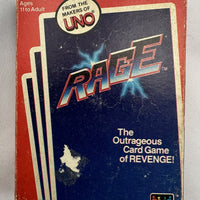 Ages
11 to Adult
FROM THE
MAKERS OF
UNO
RAGE
The
Outrageous
Card Game
of REVENGE!